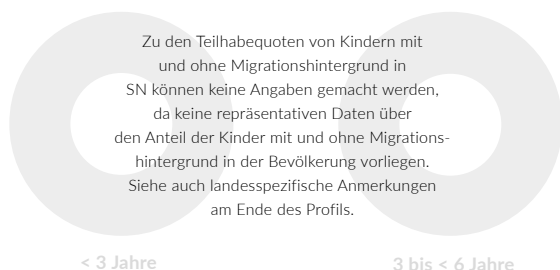 Zu den Teilhabequoten von Kindern mit
und ohne Migrationshintergrund in
SN können keine Angaben gemacht werden,
da keine repräsentativen Daten über
den Anteil der Kinder mit und ohne Migrations-
hintergrund in der Bevölkerung vorliegen.
Siehe auch landesspezifische Anmerkungen
am Ende des Profils.
< 3 Jahre
3 bis < 6 Jahre